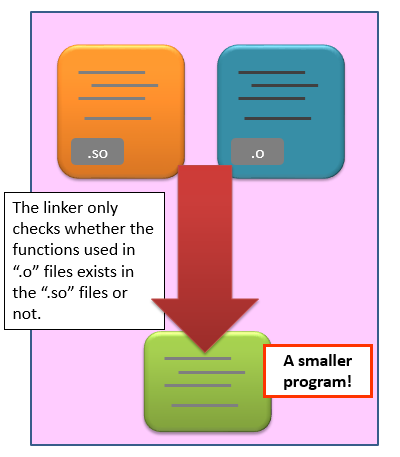 .so
.o
The linker only
checks whether the
functions used in
“.o” files exists in
the “.so” files or
not.
A smaller
program!